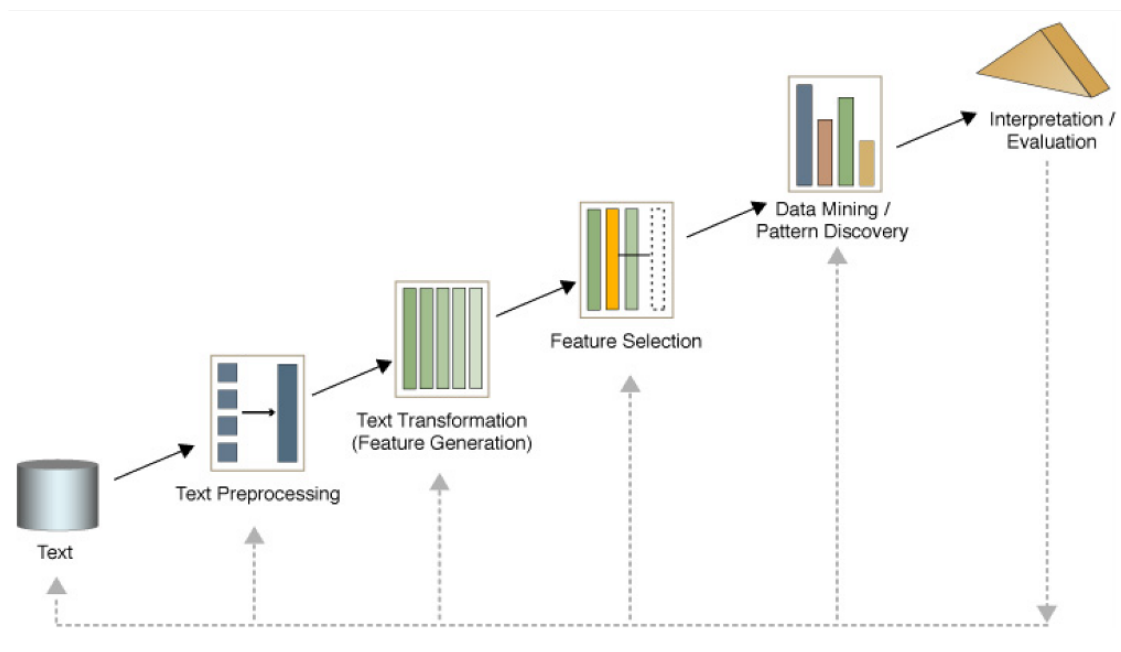 Text
Text Preprocessing
Text Transformation
(Feature Generation)
Feature Selection
Data Mining /
Pattern Discovery
Interpretation /
Evaluation